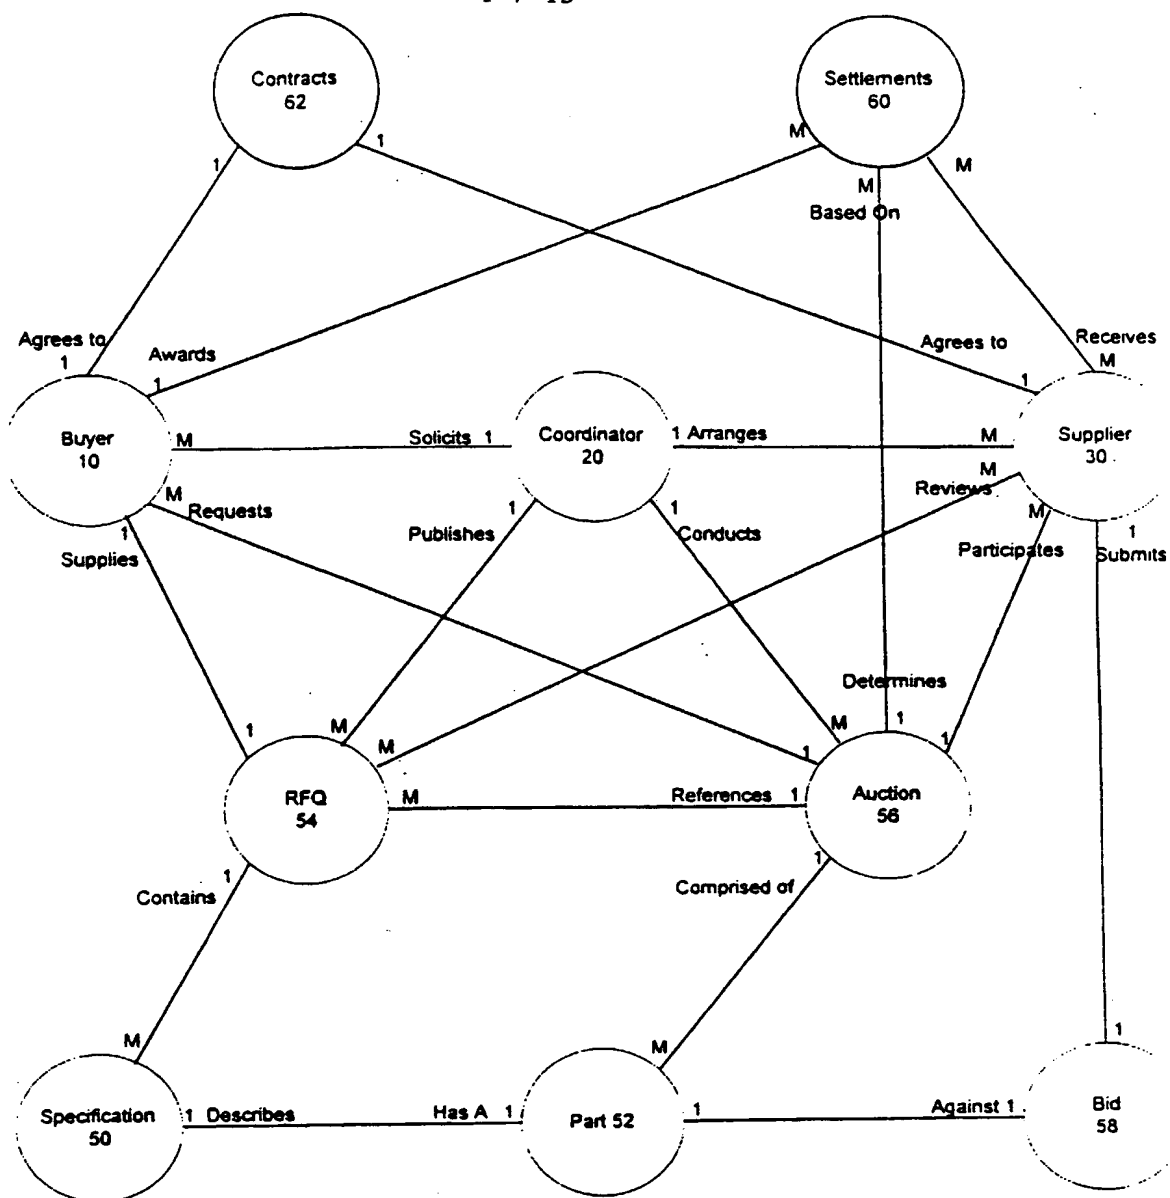 Contracts
62
Settlements
60
1
1
M
M
M
Based On
Agrees to
1
Awards
1
Agrees to
1
Receives
M
Buyer
10
M
Solicits 1
Coordinator
20
1 Arranges
M
Supplier
30
M
Requests
1
Supplies
Publishes
1
1
Conducts
Reviews
M
M
Participates
1
Submits
Determines
1
M
M
1
M
1
1
RFQ
54
M
References 1
Auction
56
1
Contains
Comprised of
1
M
M
1
Specification
50
1 Describes
Has A 1
Part 52
1
Against 1
Bid
58